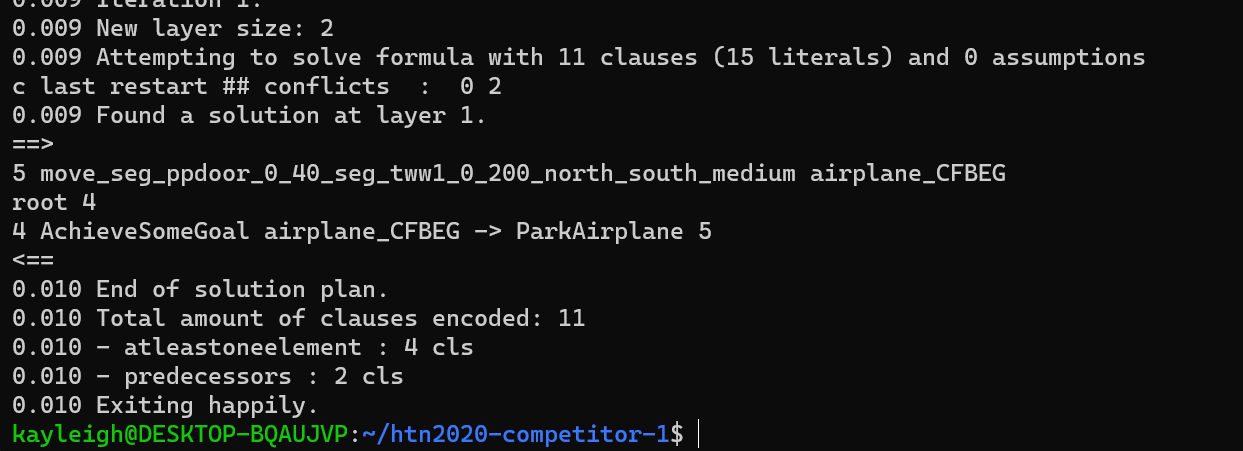 0.009 Iteration 1.
0.009 New layer size: 2
0.009 Attempting to solve formula with 11 clauses (15 literals) and 0 assumptions
c last restart ## conflicts  :  0 2
0.009 Found a solution at layer 1.
==>
5 move_seg_ppdoor_0_40_seg_tww1_0_200_north_south_medium airplane_CFBEG
root 4
4 AchieveSomeGoal airplane_CFBEG -> ParkAirplane 5
<==
0.010 End of solution plan.
0.010 Total amount of clauses encoded: 11
0.010 - atleastoneelement : 4 cls
0.010 - predecessors : 2 cls
0.010 Exiting happily.
kayleigh@DESKTOP-BQAUJVP:~/htn2020-competitor-1$